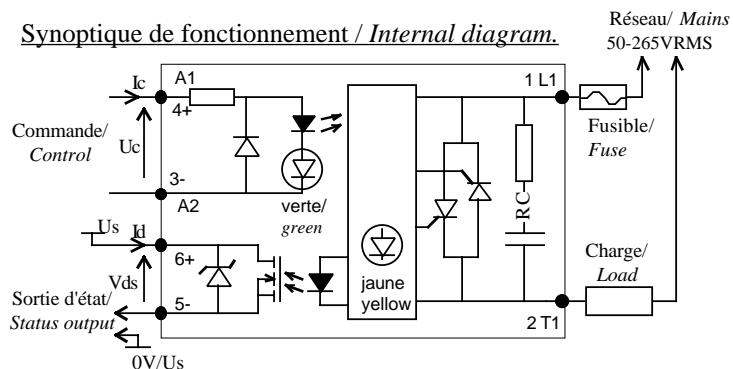 Synoptique de fonctionnement / Internal diagram.
Réseau/ Mains
50-265VRMS
Ic
A1
4+
1 L1
Commande/
Control
Uc
Fusible/
Fuse
3-
A2
verte/
green
RC
Us
Id
6+
Vds
jaune
yellow
Charge/
Load
Sortie d'état/
Status output
5-
2 T1
0V/Us